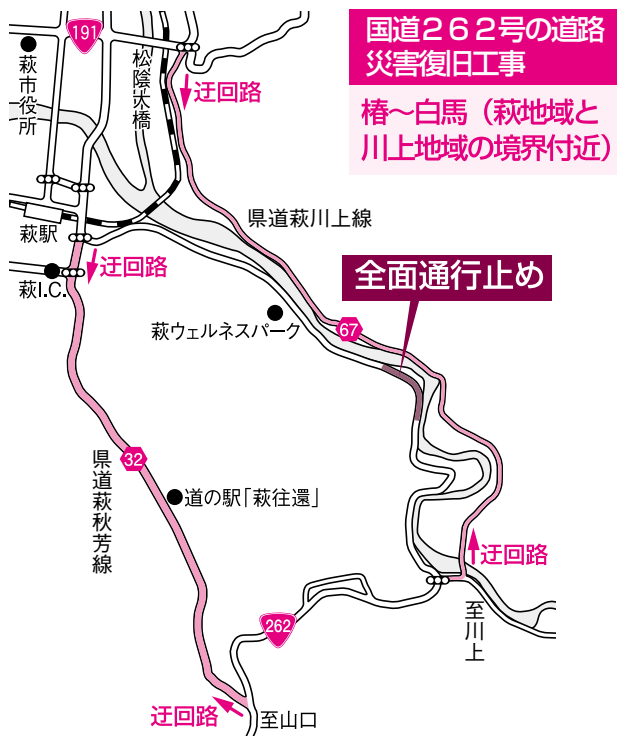 国道２６２号の道路
災害復旧工事
椿～白馬（萩地域と
川上地域の境界付近）
191
萩市役所
松陰大橋
迂回路
県道萩川上線
萩駅
迂回路
萩I.C.
全面通行止め
萩ウェルネスパーク
67
県道萩秋芳線
32
道の駅「萩往還」
迂回路
至川上
262
迂回路
至山口